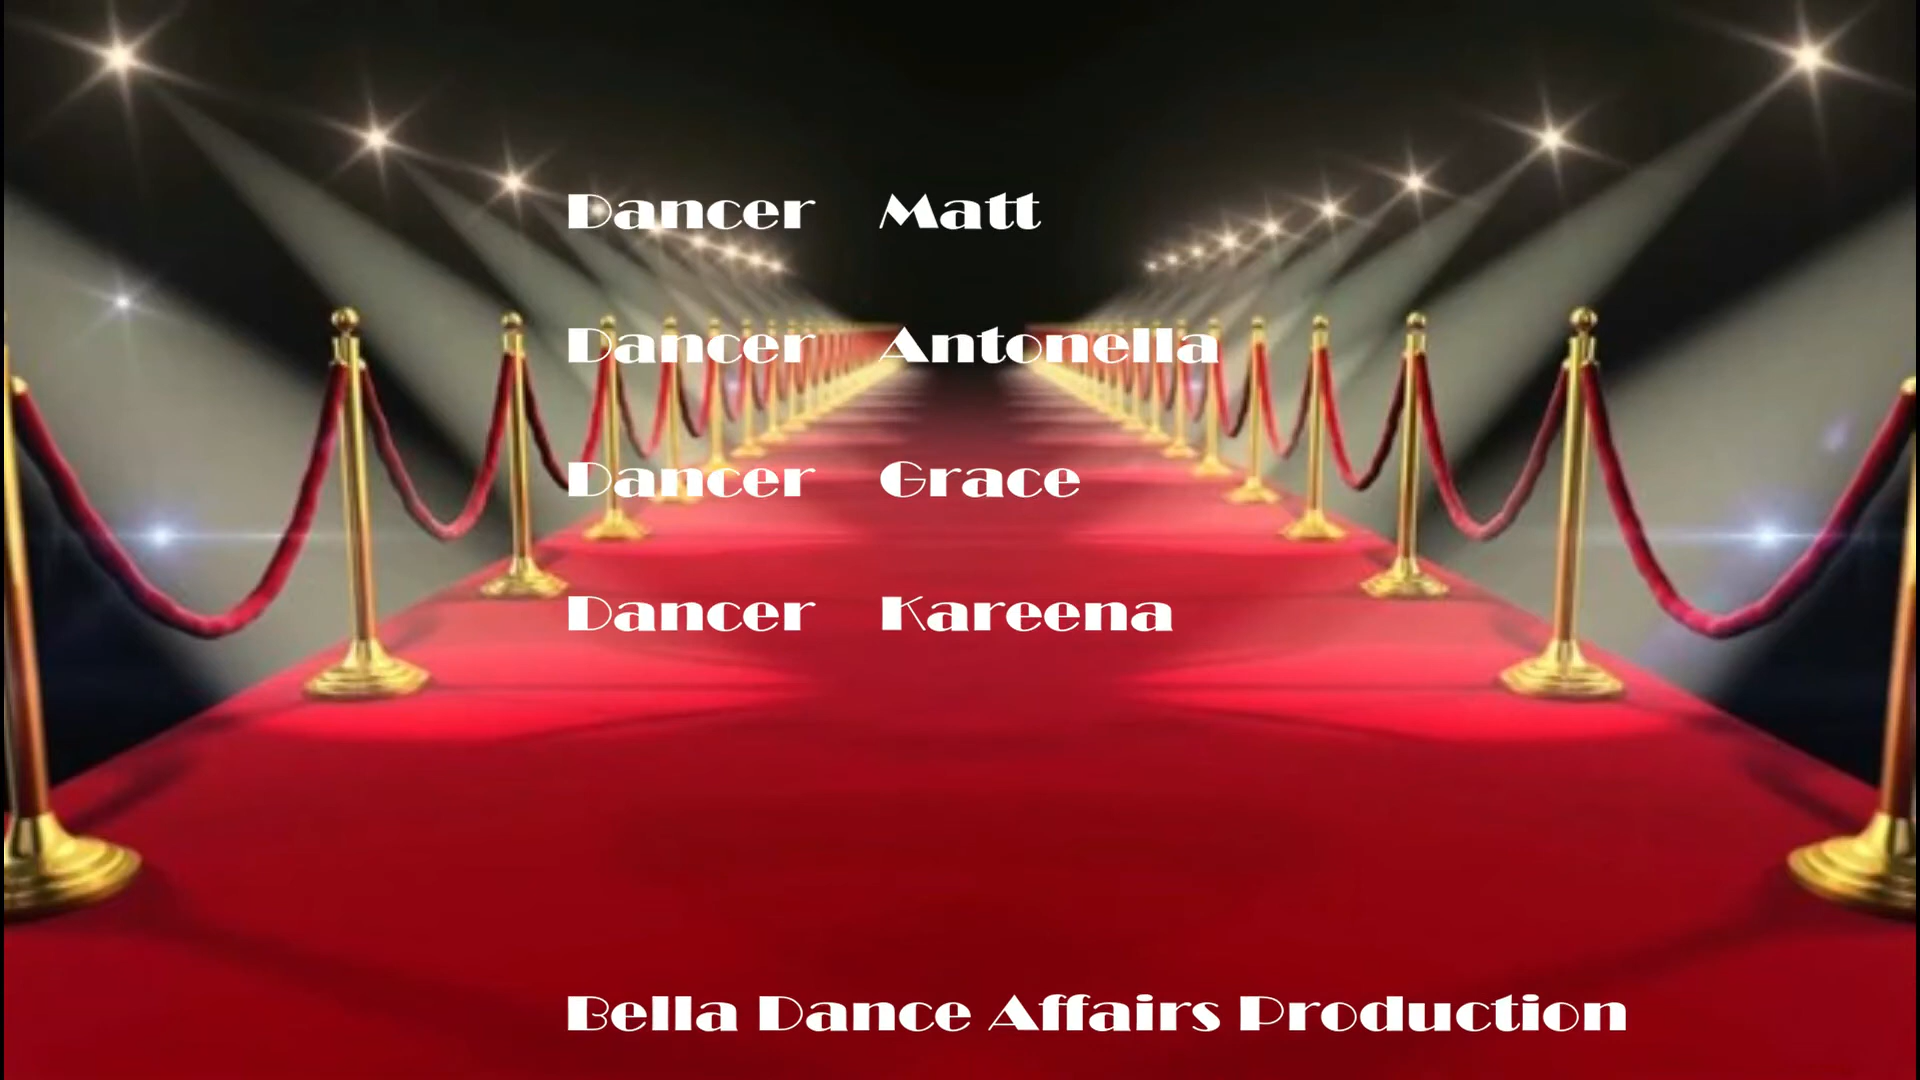 Dancer Matt
Dancer Antonella
Dancer Grace
Dancer Kareena
Bella Dance Affairs Production